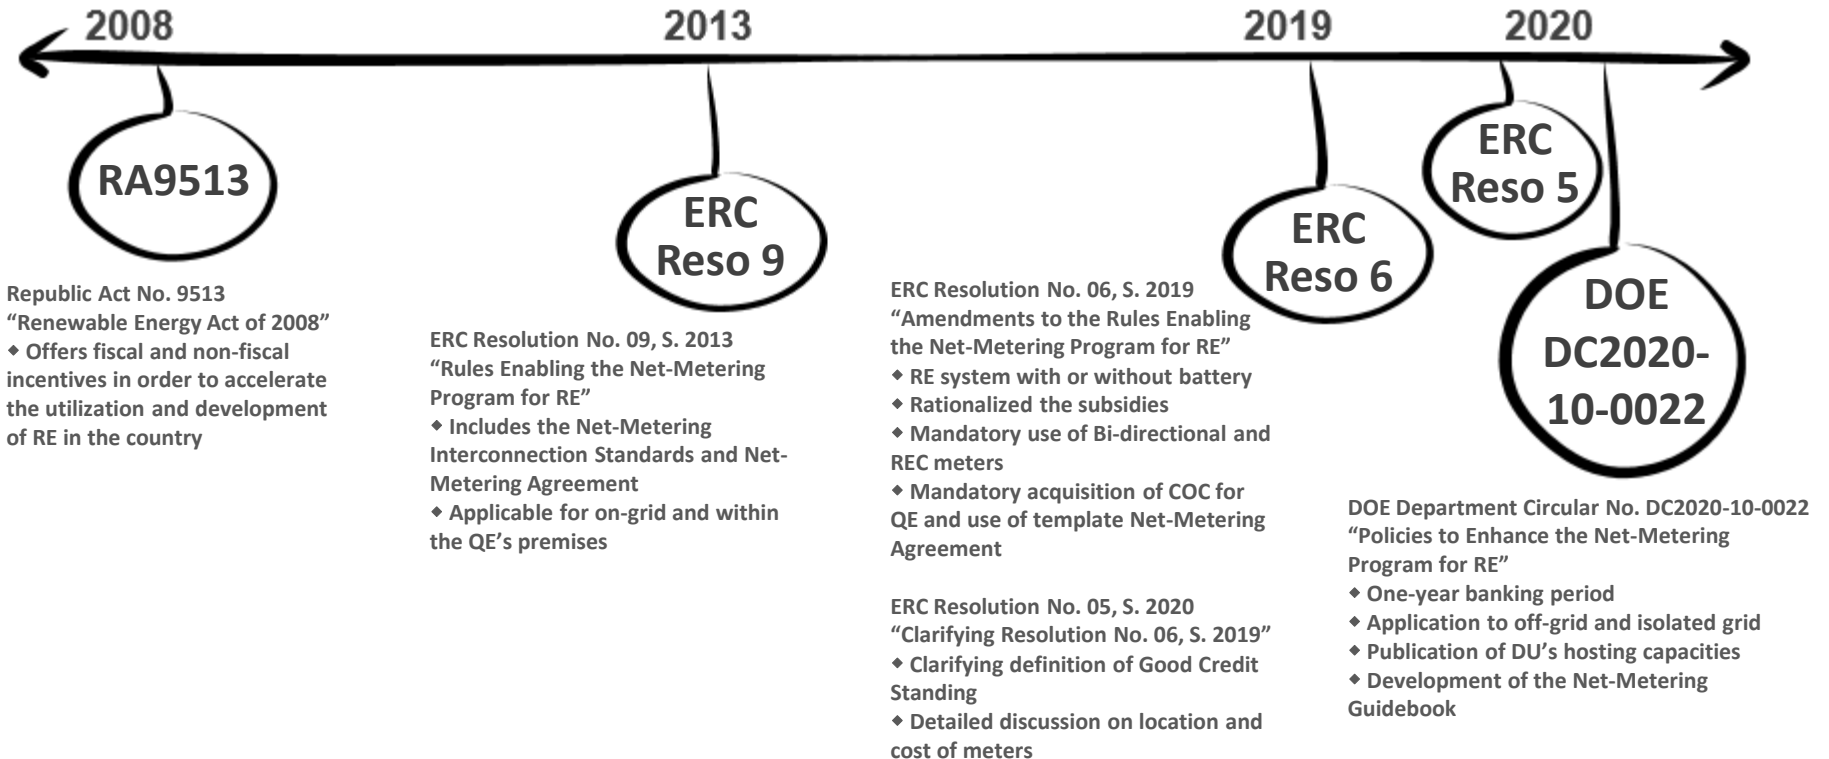 2008
2013
2019
2020
RA9513
ERC
Reso 9
ERC
Reso 6
ERC
Reso 5
DOE
DC2020-
10-0022
Republic Act No. 9513
“Renewable Energy Act of 2008”
◆ Offers fiscal and non-fiscal
incentives in order to accelerate
the utilization and development
of RE in the country
ERC Resolution No. 09, S. 2013
“Rules Enabling the Net-Metering
Program for RE”
◆ Includes the Net-Metering
Interconnection Standards and Net-
Metering Agreement
◆ Applicable for on-grid and within
the QE’s premises
ERC Resolution No. 06, S. 2019
“Amendments to the Rules Enabling
the Net-Metering Program for RE”
◆ RE system with or without battery
◆ Rationalized the subsidies
◆ Mandatory use of Bi-directional and
REC meters
◆ Mandatory acquisition of COC for
QE and use of template Net-Metering
Agreement
ERC Resolution No. 05, S. 2020
“Clarifying Resolution No. 06, S. 2019”
◆ Clarifying definition of Good Credit
Standing
◆ Detailed discussion on location and
cost of meters
DOE Department Circular No. DC2020-10-0022
“Policies to Enhance the Net-Metering
Program for RE”
◆ One-year banking period
◆ Application to off-grid and isolated grid
◆ Publication of DU’s hosting capacities
◆ Development of the Net-Metering
Guidebook